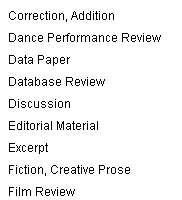 Correction, Addition
Dance Performance Review
Data Paper
Database Review
Discussion
Editorial Material
Excerpt
Fiction, Creative Prose
Film Review